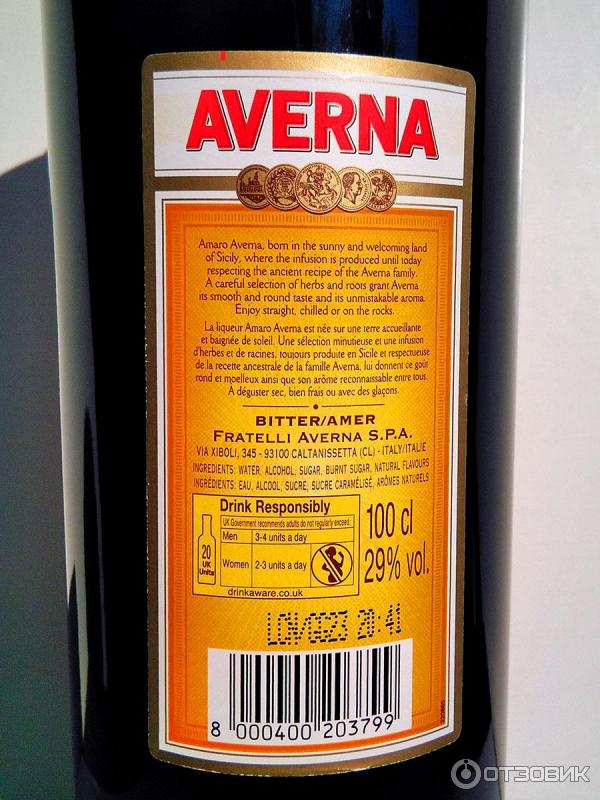 AVERNA
Amaro Averna, born in the sunny and welcoming land
of Sicily, where the infusion is produced until today
respecting the ancient recipe of the Averna family.
A careful selection of herbs and roots grant Averna
its smooth and round taste and its unmistakable aroma.
Enjoy straight, chilled or on the rocks.
La liqueur Amaro Averna est née sur une terre accueillante
et baignée de soleil. Une sélection minutieuse et une infusion
d'herbes et de racines, toujours produite en Sicile et respectueuse
de la recette ancestrale de la famille Averna, lui donnent ce goût
rond et moelleux ainsi que son arôme reconnaissable entre tous.
A déguster sec, bien frais ou avec des glaçons.
BITTER/AMER
FRATELLI AVERNA S.P.A.
VIA XIBOLI, 345 - 93100 CALTANISSETTA (CL) - ITALY/ITALIE
INGREDIENTS: WATER, ALCOHOL, SUGAR, BURNT SUGAR, NATURAL FLAVOURS
INGRÉDIENTS: EAU, ALCOOL, SUCRE, SUCRE CARAMÉLISÉ, ARÔMES NATURELS
Drink Responsibly
UK Government recommends adults do not regularly exceed:
Men 3-4 units a day
Women 2-3 units a day
20
UK
Units
drinkaware.co.uk
100 cl
29% vol.
20:41
8 000400 203799
ОТЗОВИК